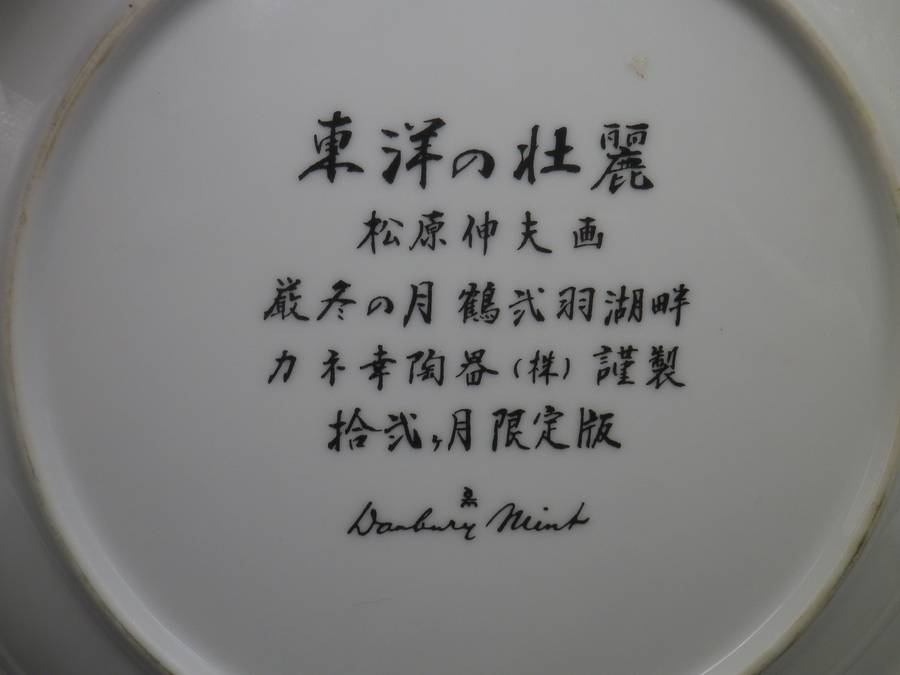 東洋の壮麗
松原伸夫 画
厳冬の月 鶴弐羽湖畔
カネ幸陶器(株) 謹製
拾弐ヶ月限定版
Danbury Mint